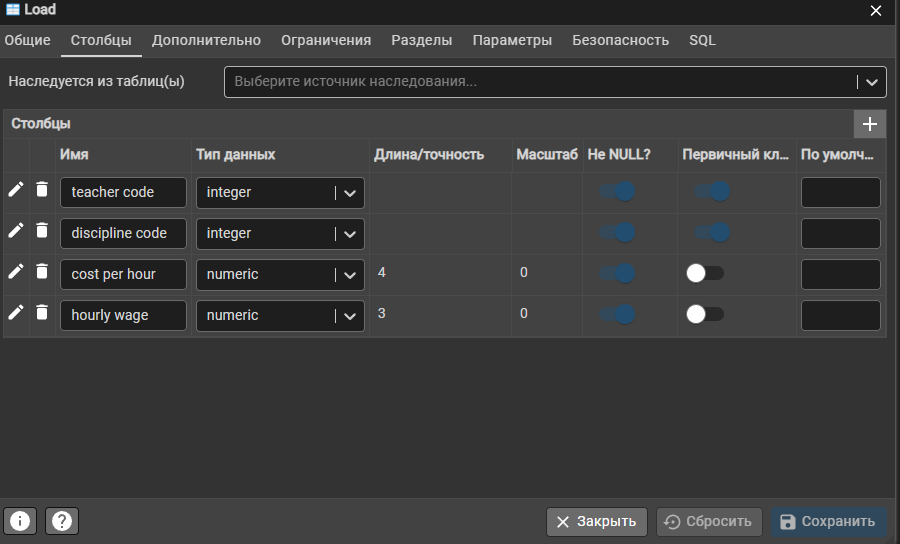 Load
Общие Столбцы Дополнительно Ограничения Разделы Параметры Безопасность SQL
Наследуется из таблиц(ы) Выберите источник наследования...
Столбцы
Имя Тип данных Длина/точность Масштаб Не NULL? Первичный кл... По умолч...
teacher code integer
discipline code integer
cost per hour numeric 4 0
hourly wage numeric 3 0
Закрыть Сбросить Сохранить